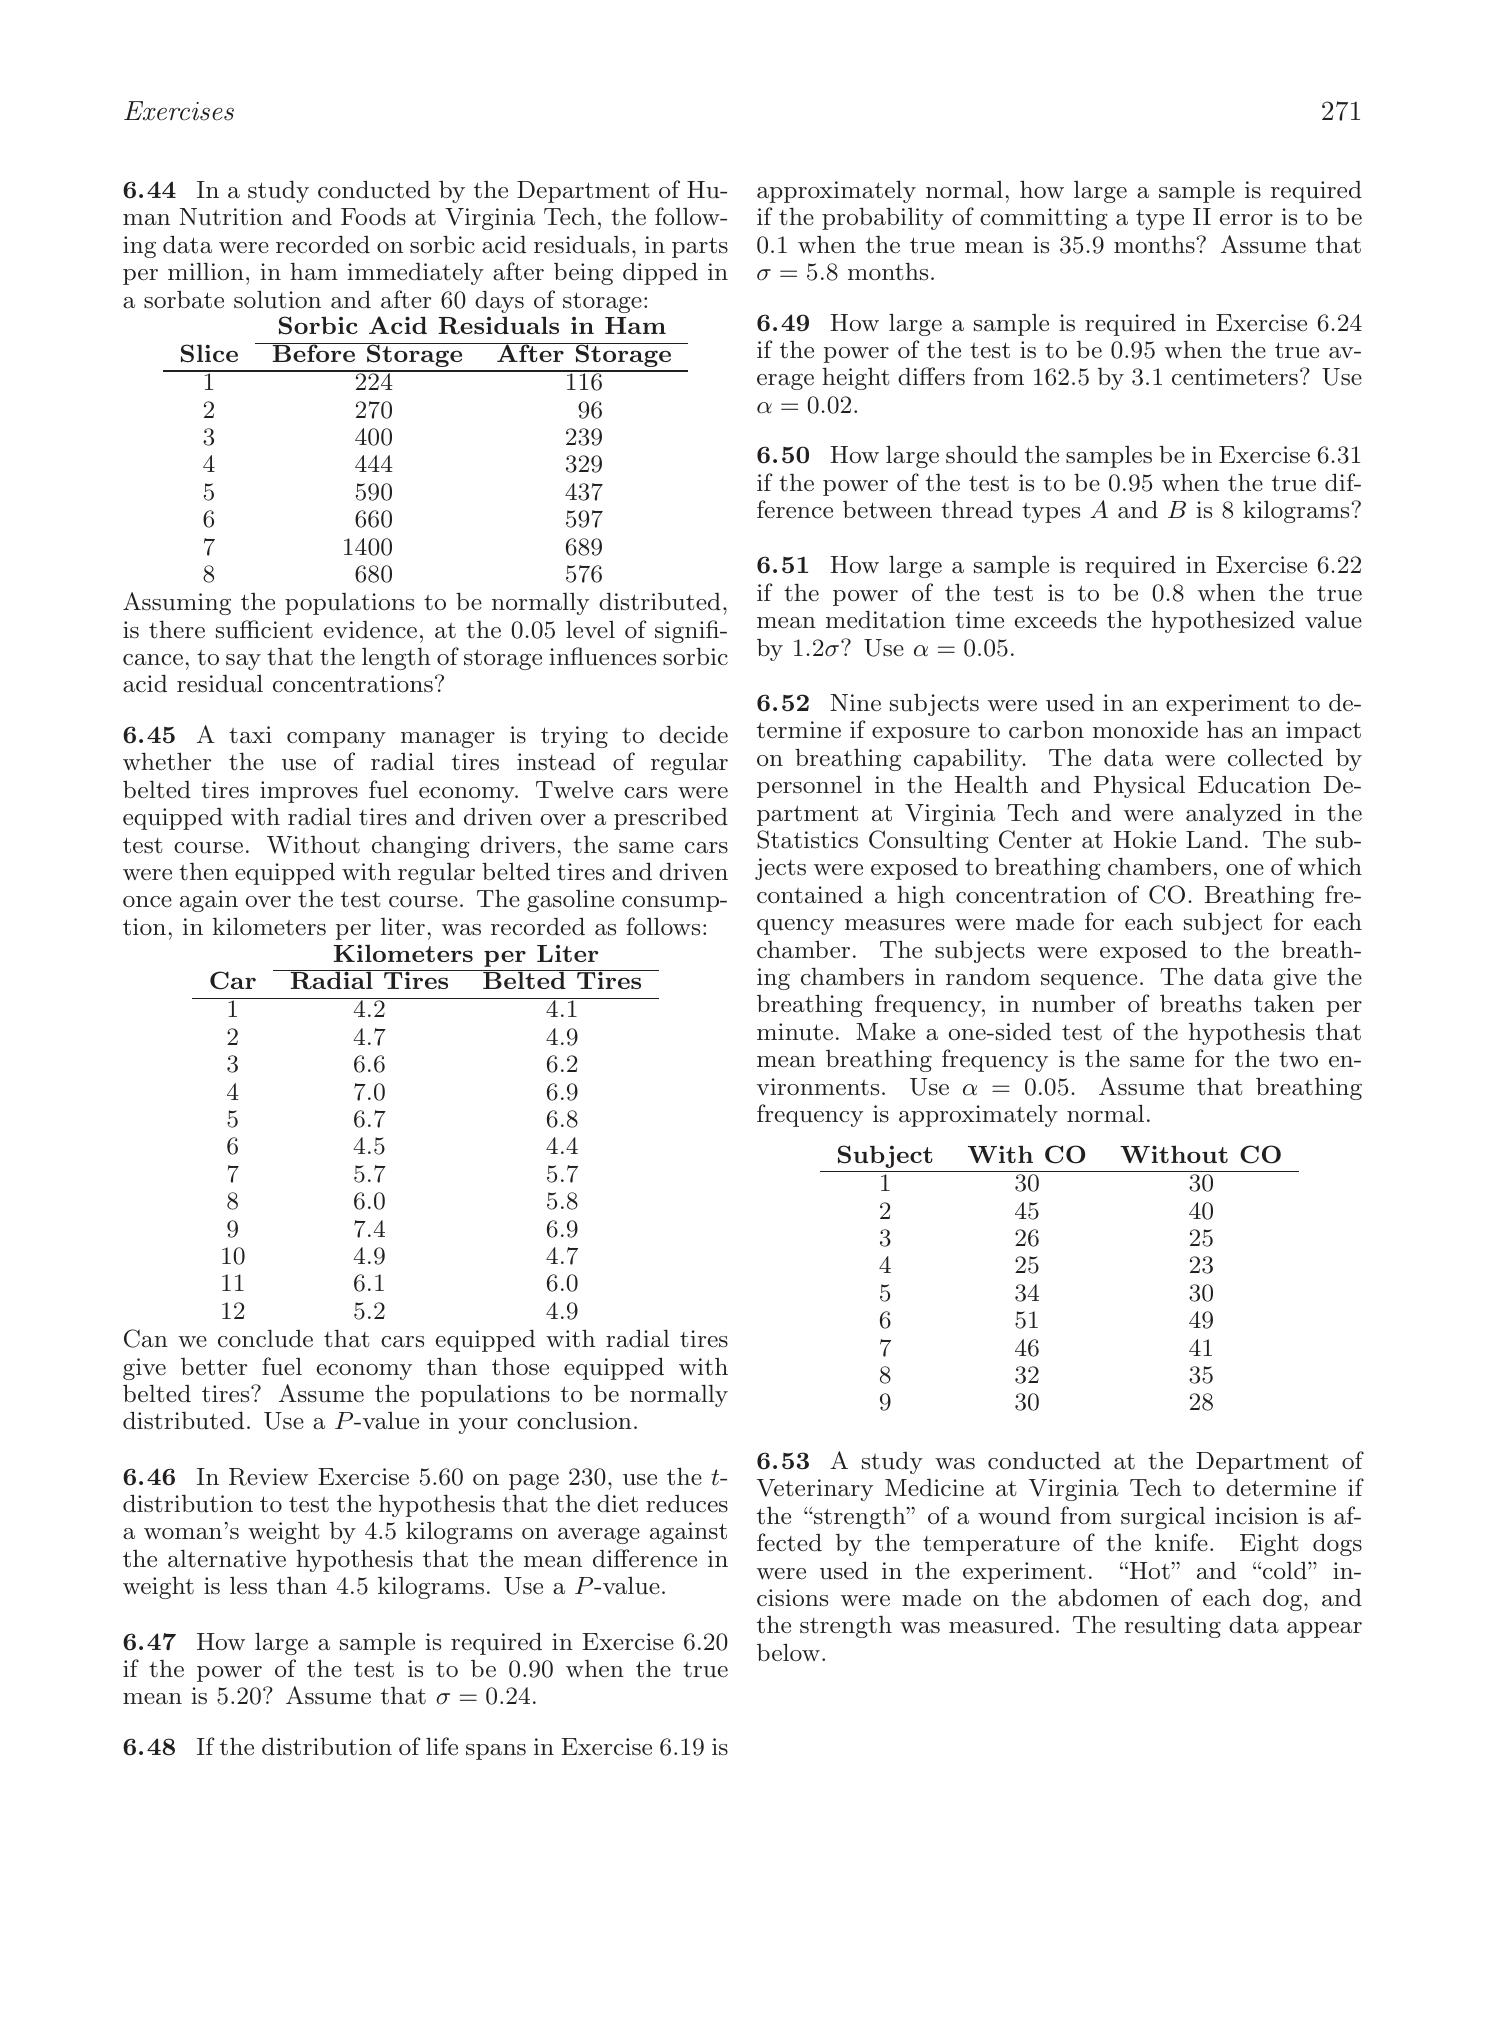 Exercises 271
6.44 In a study conducted by the Department of Hu-
man Nutrition and Foods at Virginia Tech, the follow-
ing data were recorded on sorbic acid residuals, in parts
per million, in ham immediately after being dipped in
a sorbate solution and after 60 days of storage:
Sorbic Acid Residuals in Ham
Slice Before Storage After Storage
1 224 116
2 270 96
3 400 239
4 444 329
5 590 437
6 660 597
7 1400 689
8 680 576
Assuming the populations to be normally distributed,
is there sufficient evidence, at the 0.05 level of signifi-
cance, to say that the length of storage influences sorbic
acid residual concentrations?
6.45 A taxi company manager is trying to decide
whether the use of radial tires instead of regular
belted tires improves fuel economy. Twelve cars were
equipped with radial tires and driven over a prescribed
test course. Without changing drivers, the same cars
were then equipped with regular belted tires and driven
once again over the test course. The gasoline consump-
tion, in kilometers per liter, was recorded as follows:
Kilometers per Liter
Car Radial Tires Belted Tires
1 4.2 4.1
2 4.7 4.9
3 6.6 6.2
4 7.0 6.9
5 6.7 6.8
6 4.5 4.4
7 5.7 5.7
8 6.0 5.8
9 7.4 6.9
10 4.9 4.7
11 6.1 6.0
12 5.2 4.9
Can we conclude that cars equipped with radial tires
give better fuel economy than those equipped with
belted tires? Assume the populations to be normally
distributed. Use a P-value in your conclusion.
6.46 In Review Exercise 5.60 on page 230, use the t-
distribution to test the hypothesis that the diet reduces
a woman's weight by 4.5 kilograms on average against
the alternative hypothesis that the mean difference in
weight is less than 4.5 kilograms. Use a P-value.
6.47 How large a sample is required in Exercise 6.20
if the power of the test is to be 0.90 when the true
mean is 5.20? Assume that σ = 0.24.
6.48 If the distribution of life spans in Exercise 6.19 is
approximately normal, how large a sample is required
if the probability of committing a type II error is to be
0.1 when the true mean is 35.9 months? Assume that
σ = 5.8 months.
6.49 How large a sample is required in Exercise 6.24
if the power of the test is to be 0.95 when the true av-
erage height differs from 162.5 by 3.1 centimeters? Use
α = 0.02.
6.50 How large should the samples be in Exercise 6.31
if the power of the test is to be 0.95 when the true dif-
ference between thread types A and B is 8 kilograms?
6.51 How large a sample is required in Exercise 6.22
if the power of the test is to be 0.8 when the true
mean meditation time exceeds the hypothesized value
by 1.2σ? Use α = 0.05.
6.52 Nine subjects were used in an experiment to de-
termine if exposure to carbon monoxide has an impact
on breathing capability. The data were collected by
personnel in the Health and Physical Education De-
partment at Virginia Tech and were analyzed in the
Statistics Consulting Center at Hokie Land. The sub-
jects were exposed to breathing chambers, one of which
contained a high concentration of CO. Breathing fre-
quency measures were made for each subject for each
chamber. The subjects were exposed to the breath-
ing chambers in random sequence. The data give the
breathing frequency, in number of breaths taken per
minute. Make a one-sided test of the hypothesis that
mean breathing frequency is the same for the two en-
vironments. Use α = 0.05. Assume that breathing
frequency is approximately normal.
Subject With CO Without CO
1 30 30
2 45 40
3 26 25
4 25 23
5 34 30
6 51 49
7 46 41
8 32 35
9 30 28
6.53 A study was conducted at the Department of
Veterinary Medicine at Virginia Tech to determine if
the “strength” of a wound from surgical incision is af-
fected by the temperature of the knife. Eight dogs
were used in the experiment. “Hot” and “cold” in-
cisions were made on the abdomen of each dog, and
the strength was measured. The resulting data appear
below.